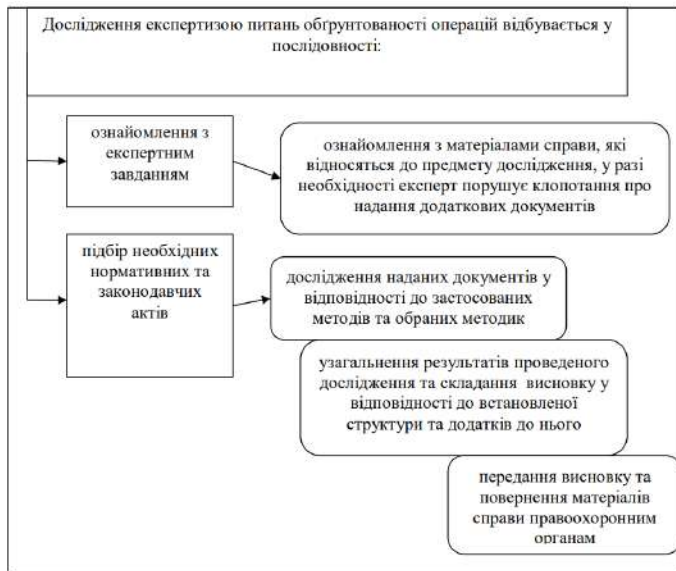 Дослідження експертизою питань обґрунтованості операцій відбувається у
послідовності:
ознайомлення з
експертним
завданням
ознайомлення з матеріалами справи, які
відносяться до предмету дослідження, у разі
необхідності експерт порушує клопотання про
надання додаткових документів
підбір необхідних
нормативних та
законодавчих
актів
дослідження наданих документів у
відповідності до застосованих
методів та обраних методик
узагальнення результатів проведеного
дослідження та складання висновку у
відповідності до встановленої
структури та додатків до нього
передання висновку та
повернення матеріалів
справи правоохоронним
органам